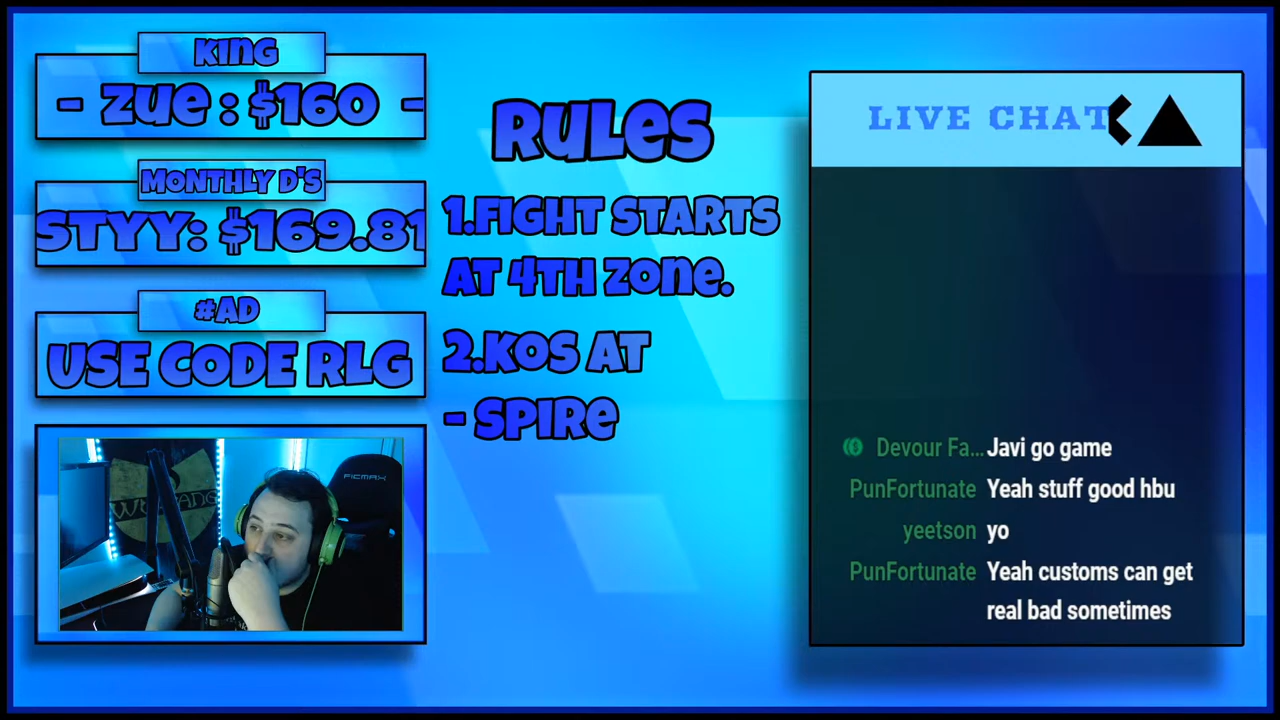 King
- Zue : $160 -
Monthly D's
STYY: $169.81
#AD
USE CODE RLG
FICMAX
RULES
1.FIGHT STARTS
AT 4TH ZONE.
2.KOS AT
- SPIRE
LIVE CHAT
Devour Fa... Javi go game
PunFortunate Yeah stuff good hbu
yeetson yo
PunFortunate Yeah customs can get
real bad sometimes